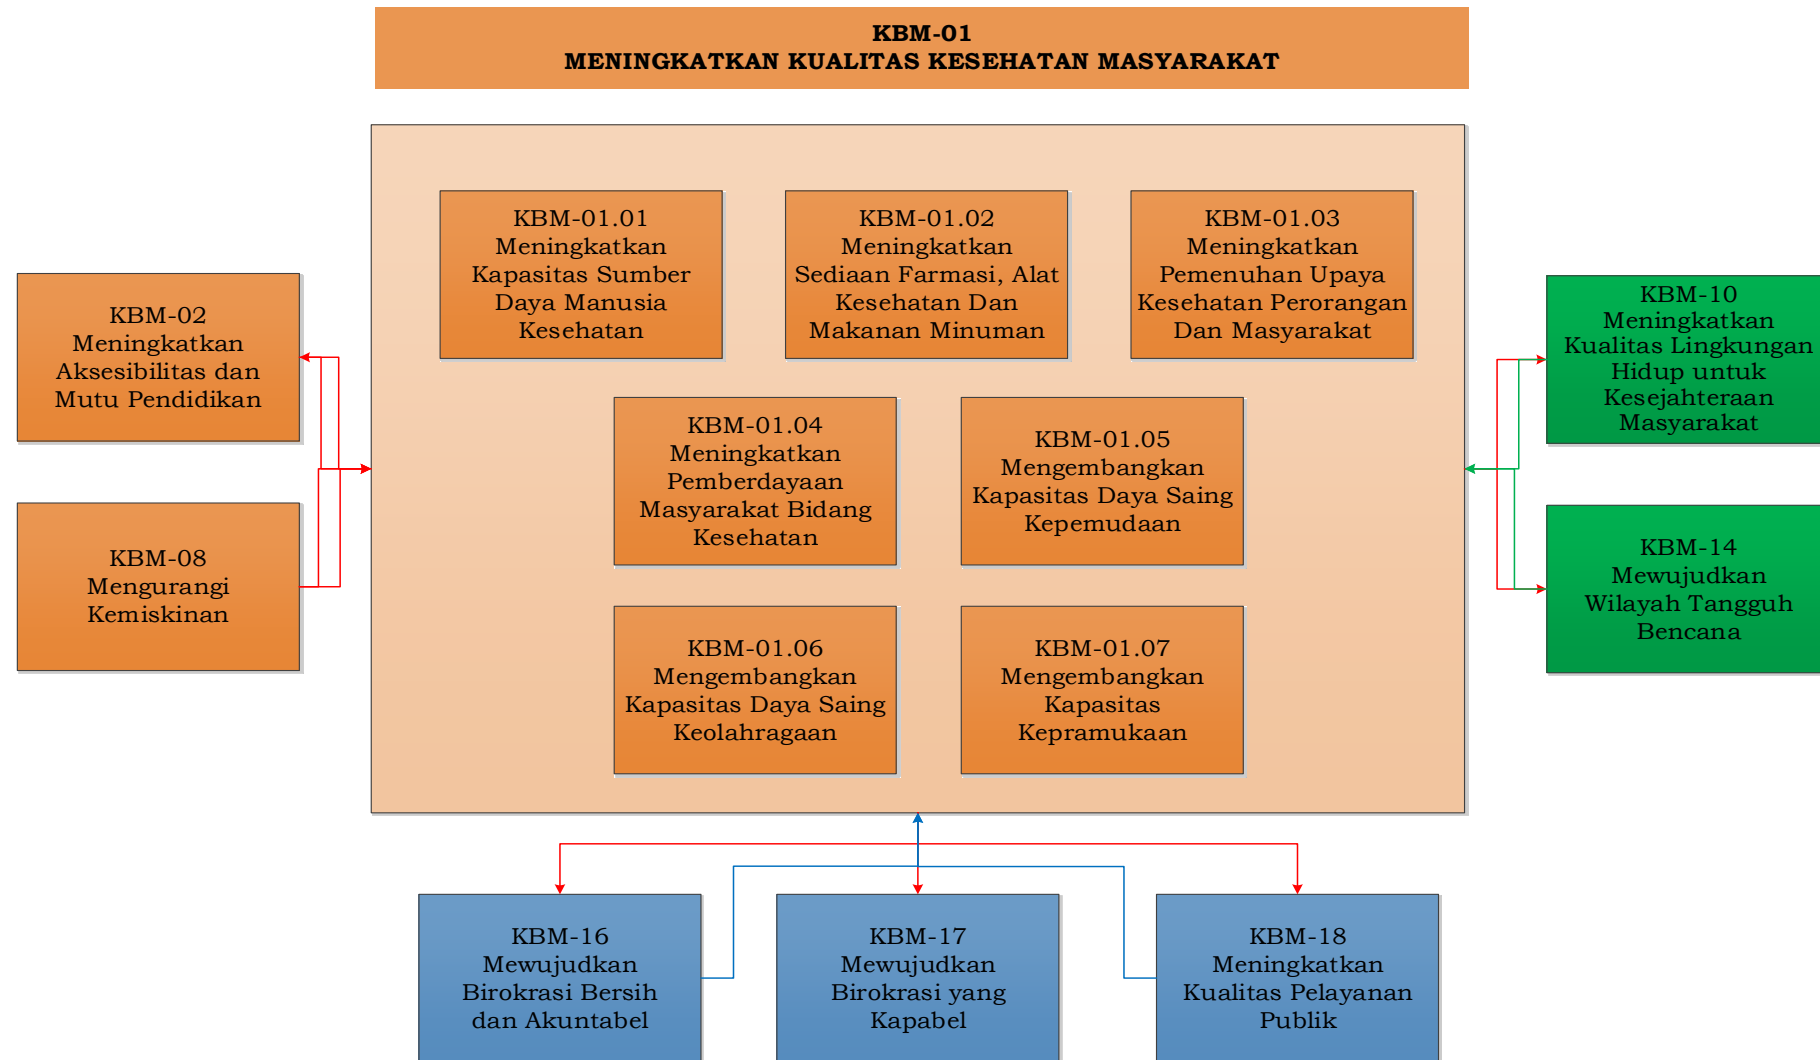 KBM-01
MENINGKATKAN KUALITAS KESEHATAN MASYARAKAT
KBM-01.01
Meningkatkan
Kapasitas Sumber
Daya Manusia
Kesehatan
KBM-01.02
Meningkatkan
Sediaan Farmasi, Alat
Kesehatan Dan
Makanan Minuman
KBM-01.03
Meningkatkan
Pemenuhan Upaya
Kesehatan Perorangan
Dan Masyarakat
KBM-02
Meningkatkan
Aksesibilitas dan
Mutu Pendidikan
KBM-10
Meningkatkan
Kualitas Lingkungan
Hidup untuk
Kesejahteraan
Masyarakat
KBM-01.04
Meningkatkan
Pemberdayaan
Masyarakat Bidang
Kesehatan
KBM-01.05
Mengembangkan
Kapasitas Daya Saing
Kepemudaan
KBM-08
Mengurangi
Kemiskinan
KBM-14
Mewujudkan
Wilayah Tangguh
Bencana
KBM-01.06
Mengembangkan
Kapasitas Daya Saing
Keolahragaan
KBM-01.07
Mengembangkan
Kapasitas
Kepramukaan
KBM-16
Mewujudkan
Birokrasi Bersih
dan Akuntabel
KBM-17
Mewujudkan
Birokrasi yang
Kapabel
KBM-18
Meningkatkan
Kualitas Pelayanan
Publik